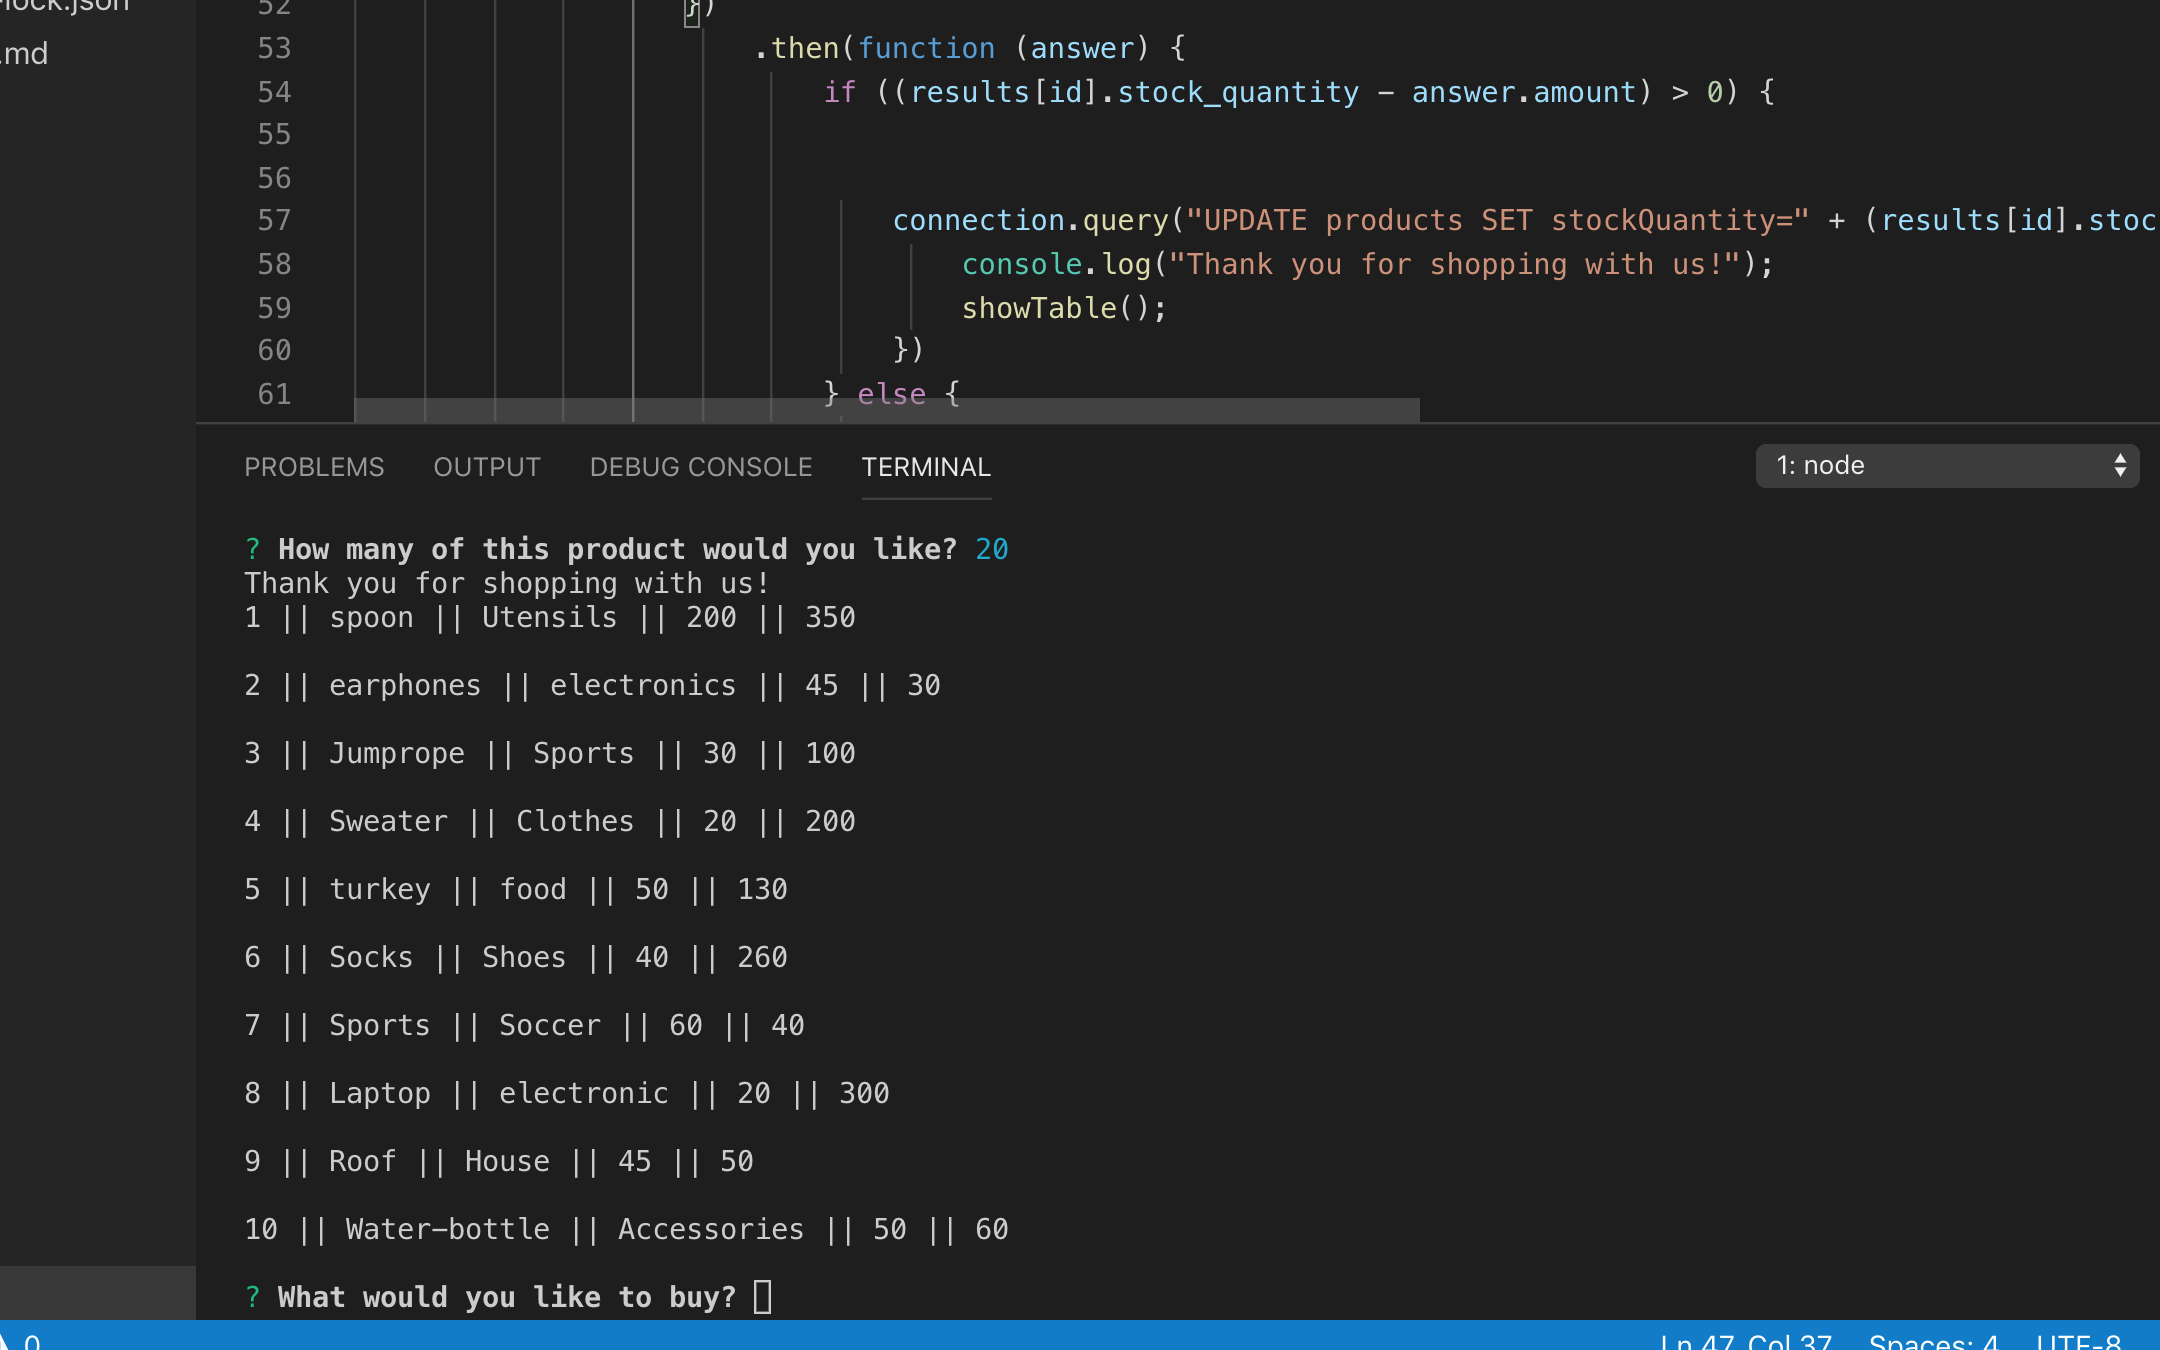 lock.json
.md
52 })
53 .then(function (answer) {
54 if ((results[id].stock_quantity - answer.amount) > 0) {
55
56
57 connection.query("UPDATE products SET stockQuantity=" + (results[id].stoc
58 console.log("Thank you for shopping with us!");
59 showTable();
60 })
61 } else {
PROBLEMS OUTPUT DEBUG CONSOLE TERMINAL 1: node
? How many of this product would you like? 20
Thank you for shopping with us!
1 || spoon || Utensils || 200 || 350
2 || earphones || electronics || 45 || 30
3 || Jumprope || Sports || 30 || 100
4 || Sweater || Clothes || 20 || 200
5 || turkey || food || 50 || 130
6 || Socks || Shoes || 40 || 260
7 || Sports || Soccer || 60 || 40
8 || Laptop || electronic || 20 || 300
9 || Roof || House || 45 || 50
10 || Water-bottle || Accessories || 50 || 60
? What would you like to buy?
0 Ln 47, Col 37 Spaces: 4 UTF-8